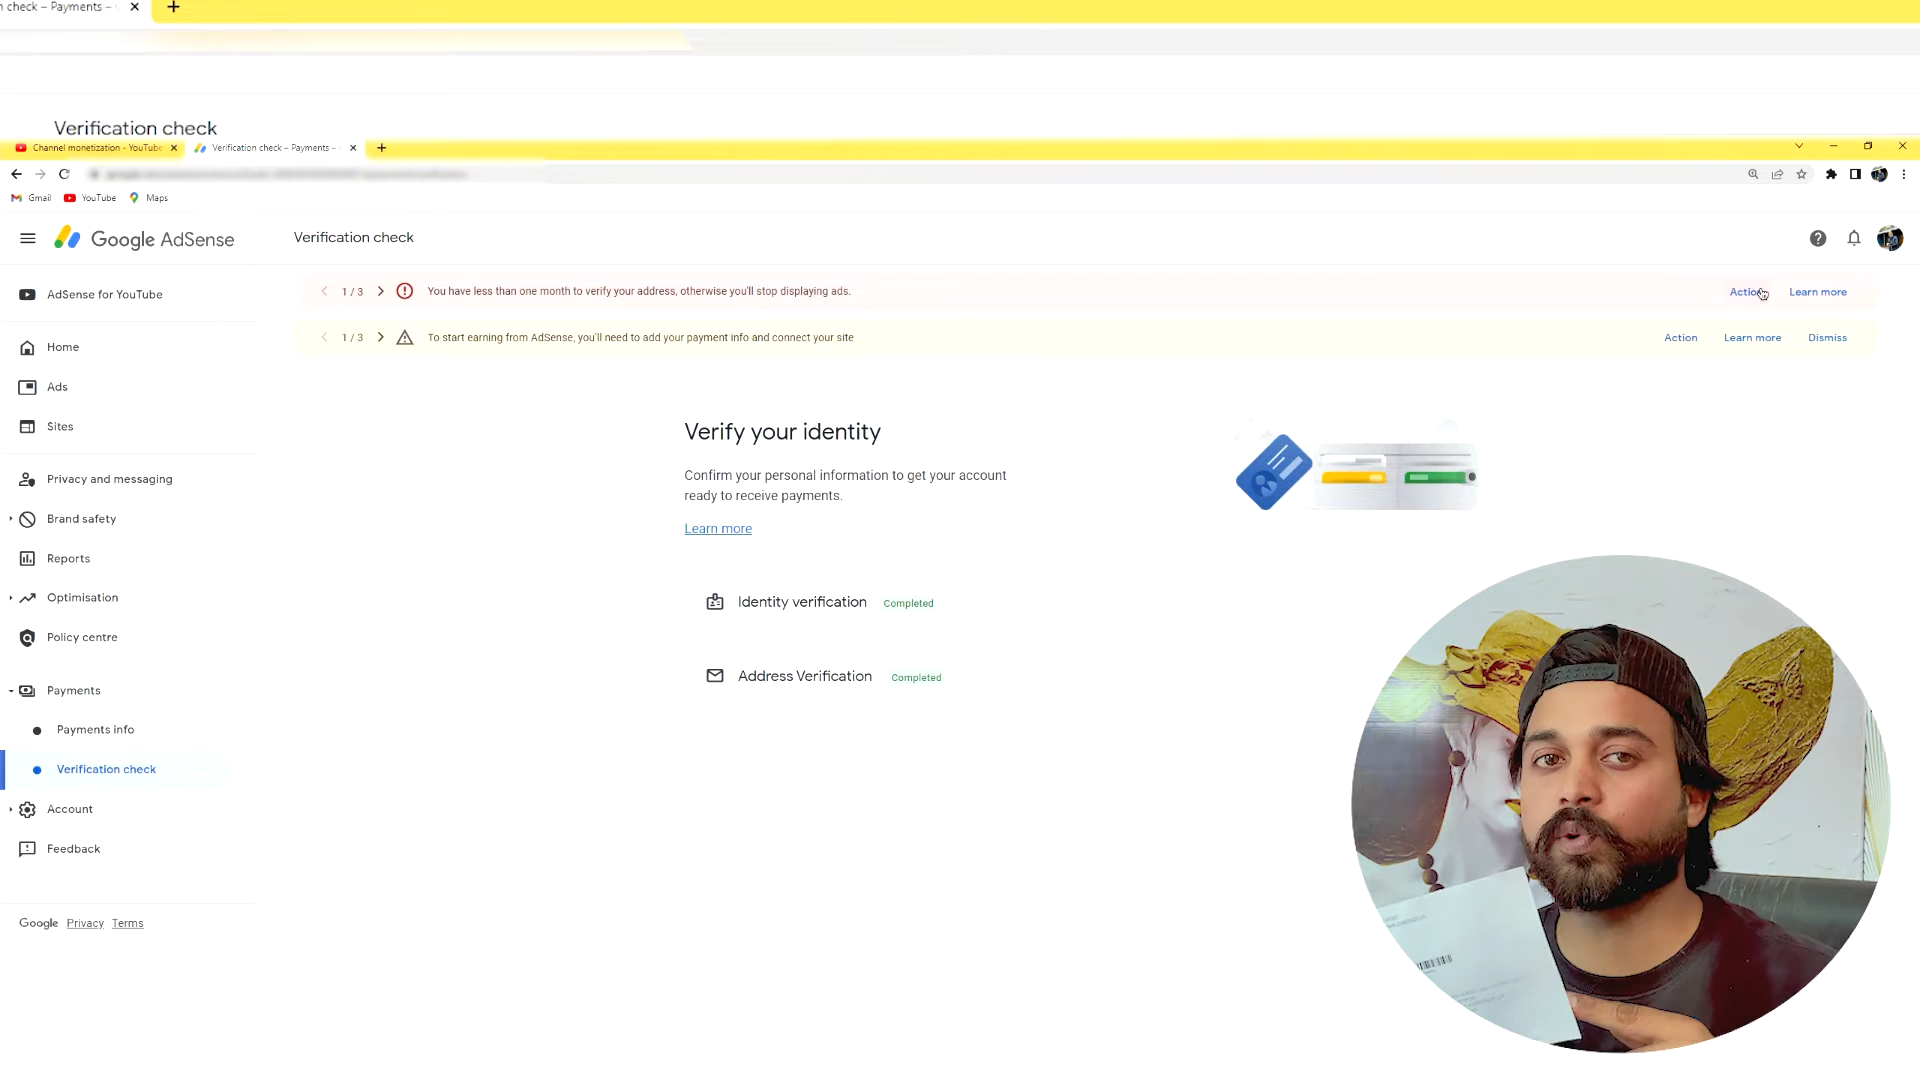 check – Payments –
Verification check
Channel monetization - YouTube
Verification check – Payments –
Gmail YouTube Maps
Google AdSense
Verification check
AdSense for YouTube
Home
Ads
Sites
Privacy and messaging
Brand safety
Reports
Optimisation
Policy centre
Payments
Payments info
Verification check
Account
Feedback
Google Privacy Terms
1 / 3 You have less than one month to verify your address, otherwise you'll stop displaying ads. Action Learn more
1 / 3 To start earning from AdSense, you'll need to add your payment info and connect your site Action Learn more Dismiss
Verify your identity
Confirm your personal information to get your account
ready to receive payments.
Learn more
Identity verification Completed
Address Verification Completed